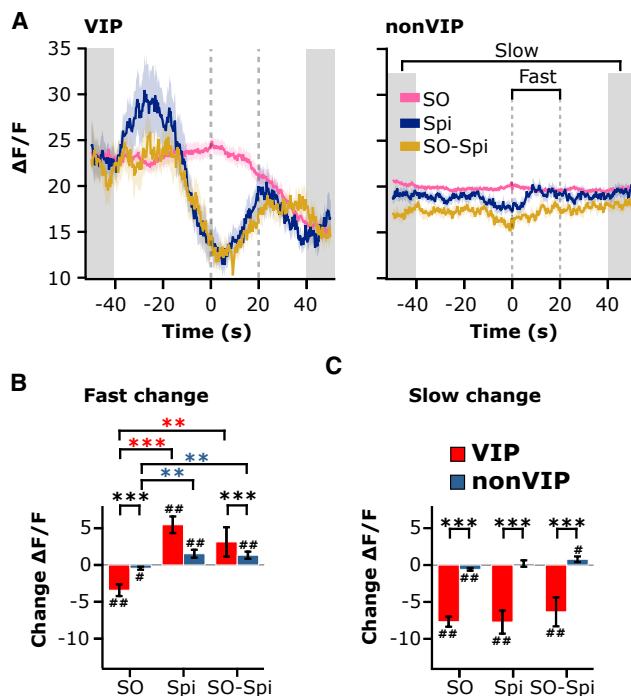 A VIP nonVIP
35
30
25
20
15
10
ΔF/F
-40 -20 0 20 40
Time (s)
Slow
Fast
SO
Spi
SO-Spi
-40 -20 0 20 40
Time (s)
B Fast change
**
***
**
**
*** ***
5
0
-5
-10
Change ΔF/F
## # ## ## ## ##
SO Spi SO-Spi
C Slow change
VIP
nonVIP
*** *** ***
5
0
-5
-10
Change ΔF/F
## ## ## ## #
SO Spi SO-Spi